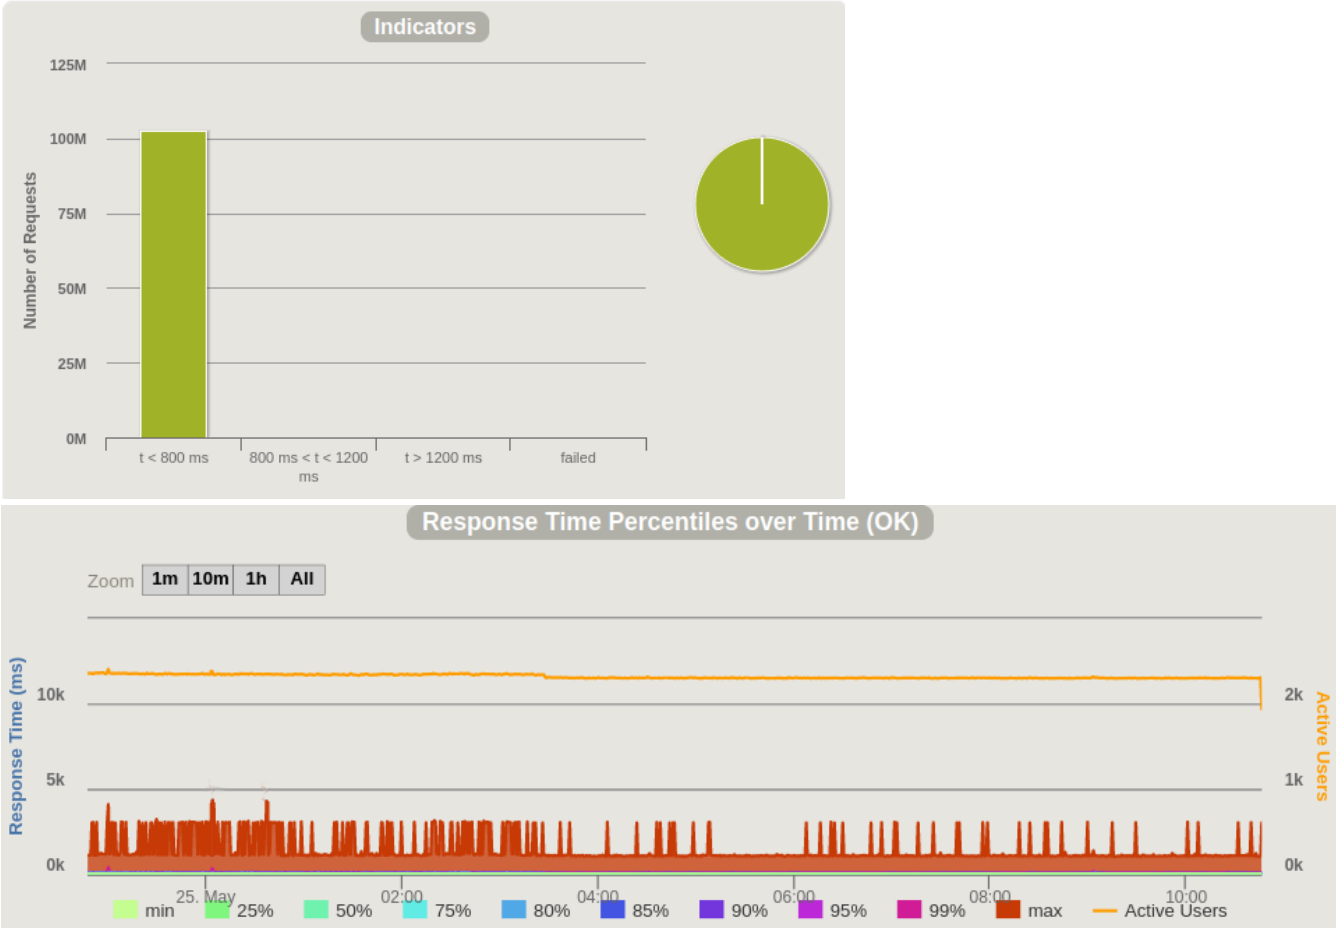 Indicators
125M
100M
75M
50M
25M
0M
Number of Requests
t < 800 ms
800 ms < t < 1200
ms
t > 1200 ms
failed
Response Time Percentiles over Time (OK)
Zoom 1m 10m 1h All
Response Time (ms)
10k
5k
0k
2k
1k
0k
Active Users
25. May 02:00 04:00 06:00 08:00 10:00
min 25% 50% 75% 80% 85% 90% 95% 99% max Active Users